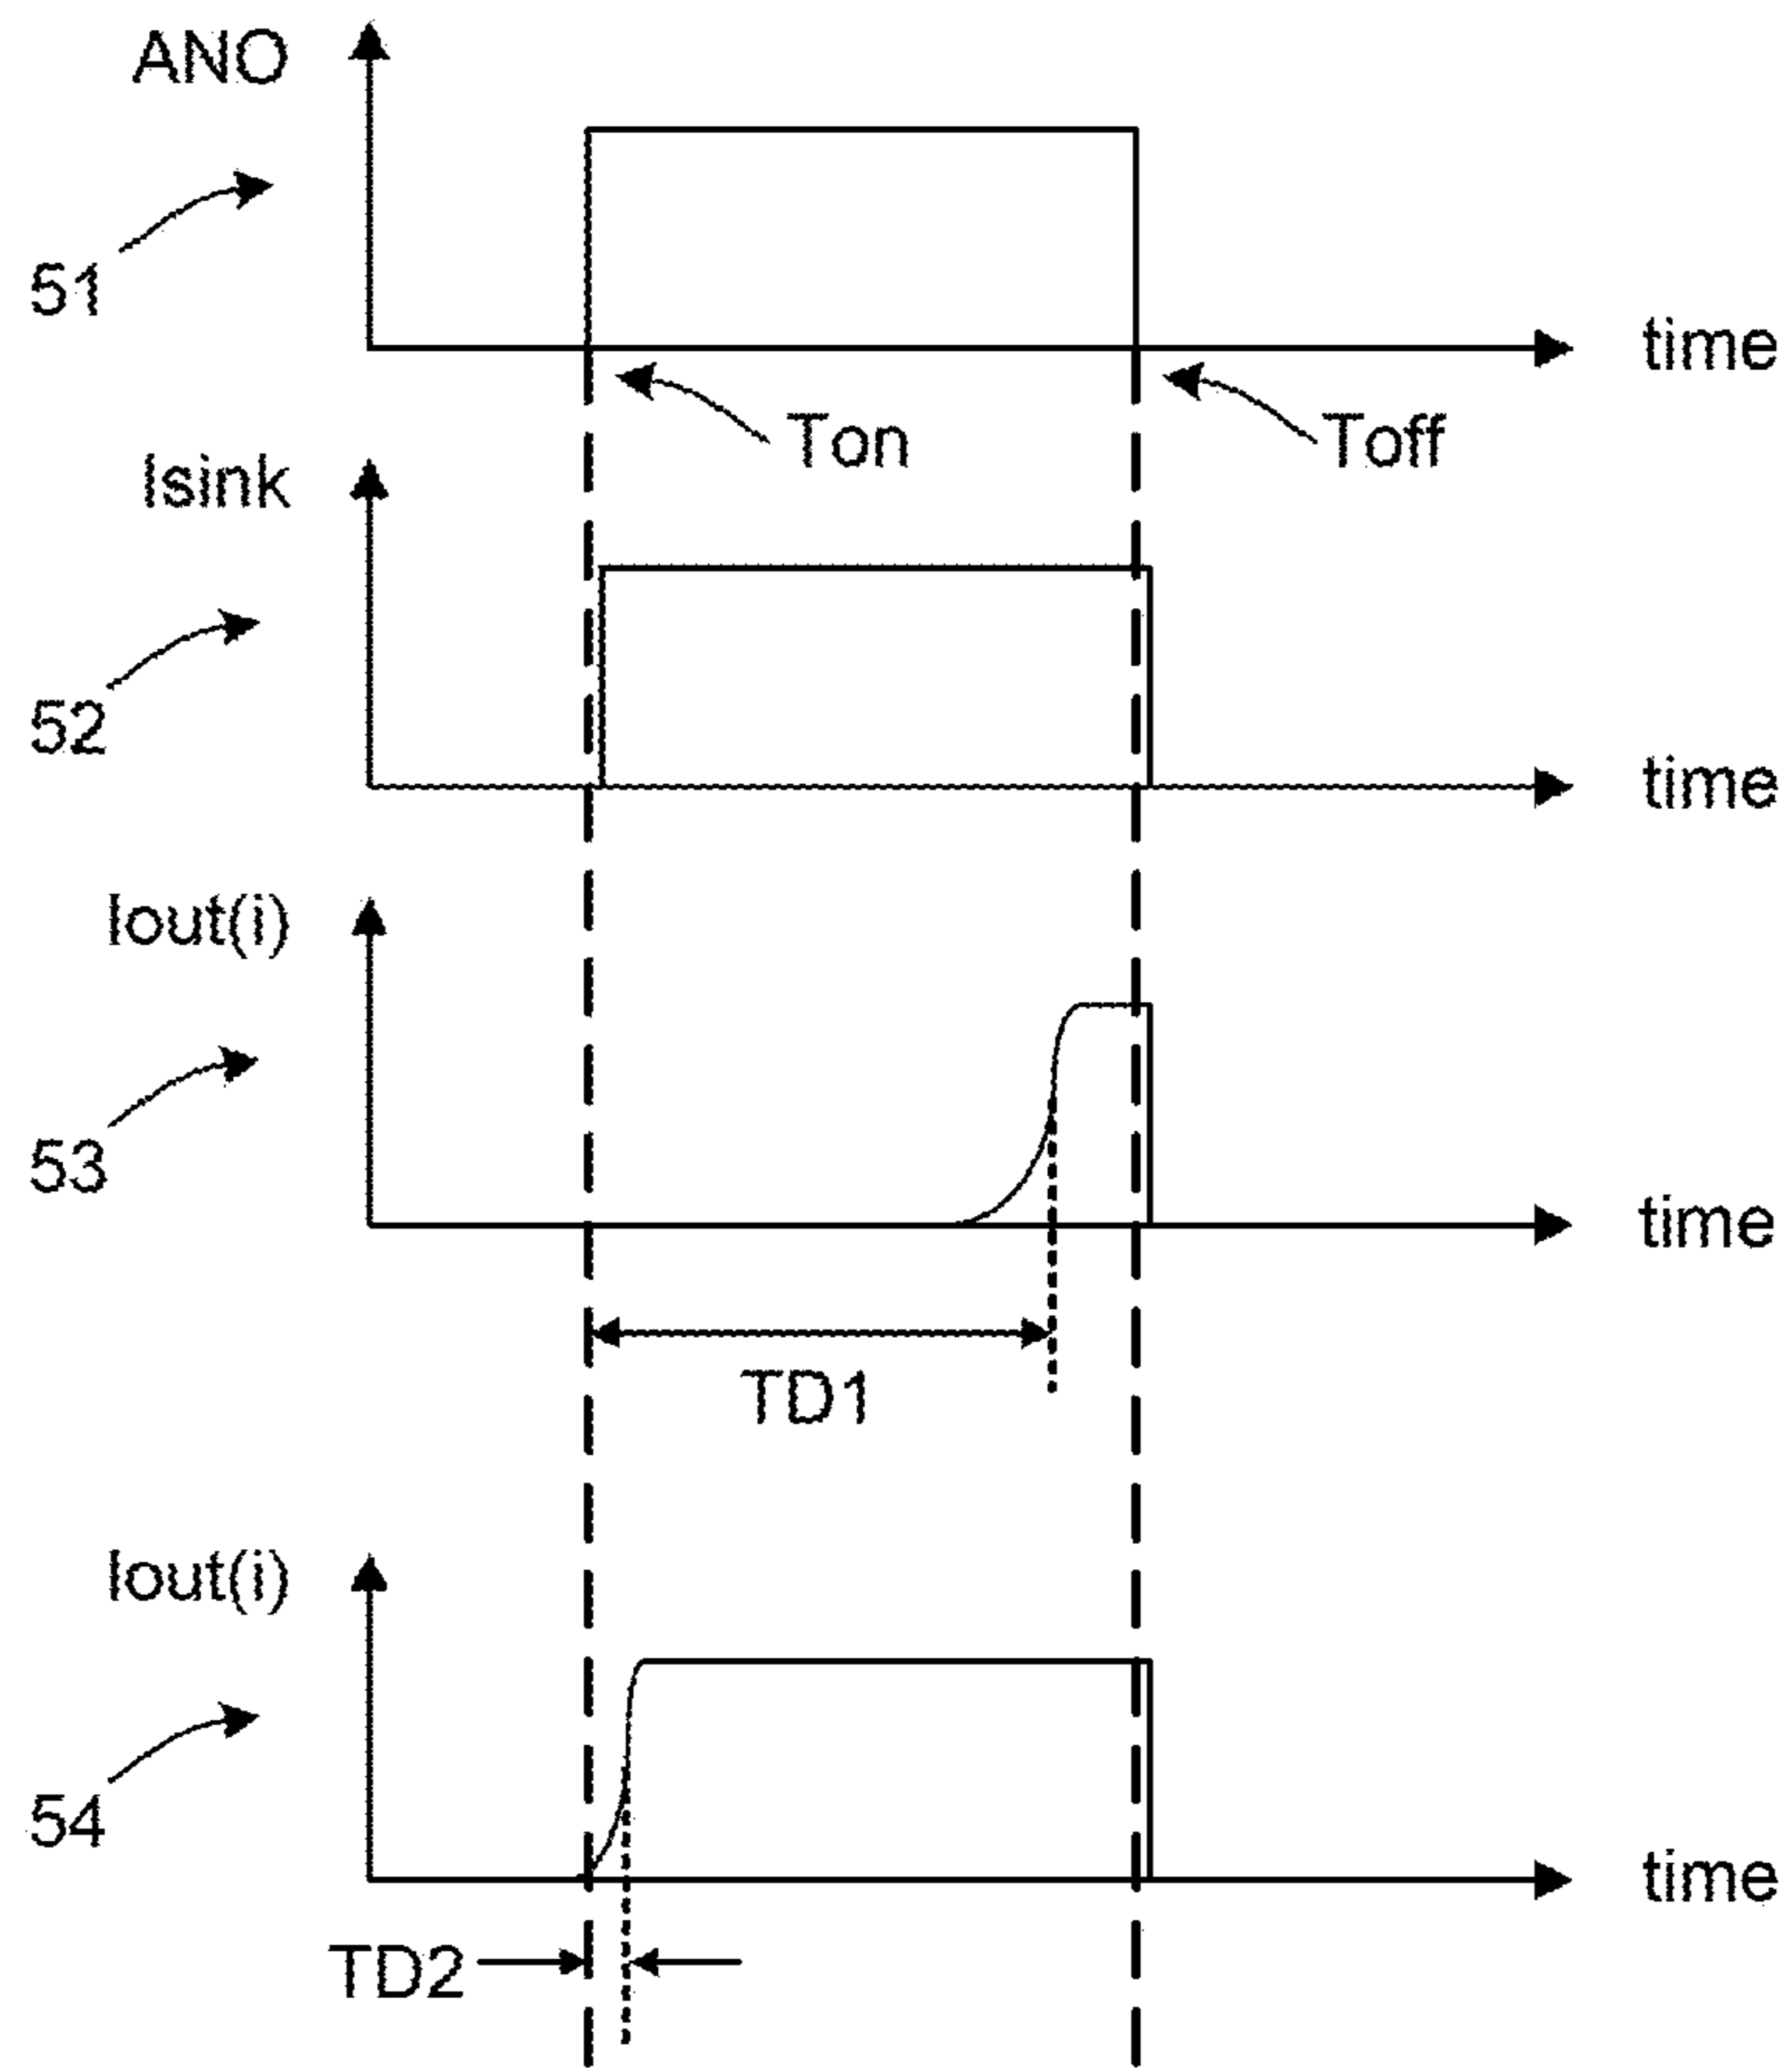 ANO
51
time
Ton
Toff
Isink
52
time
Iout(i)
53
time
TD1
Iout(i)
54
time
TD2